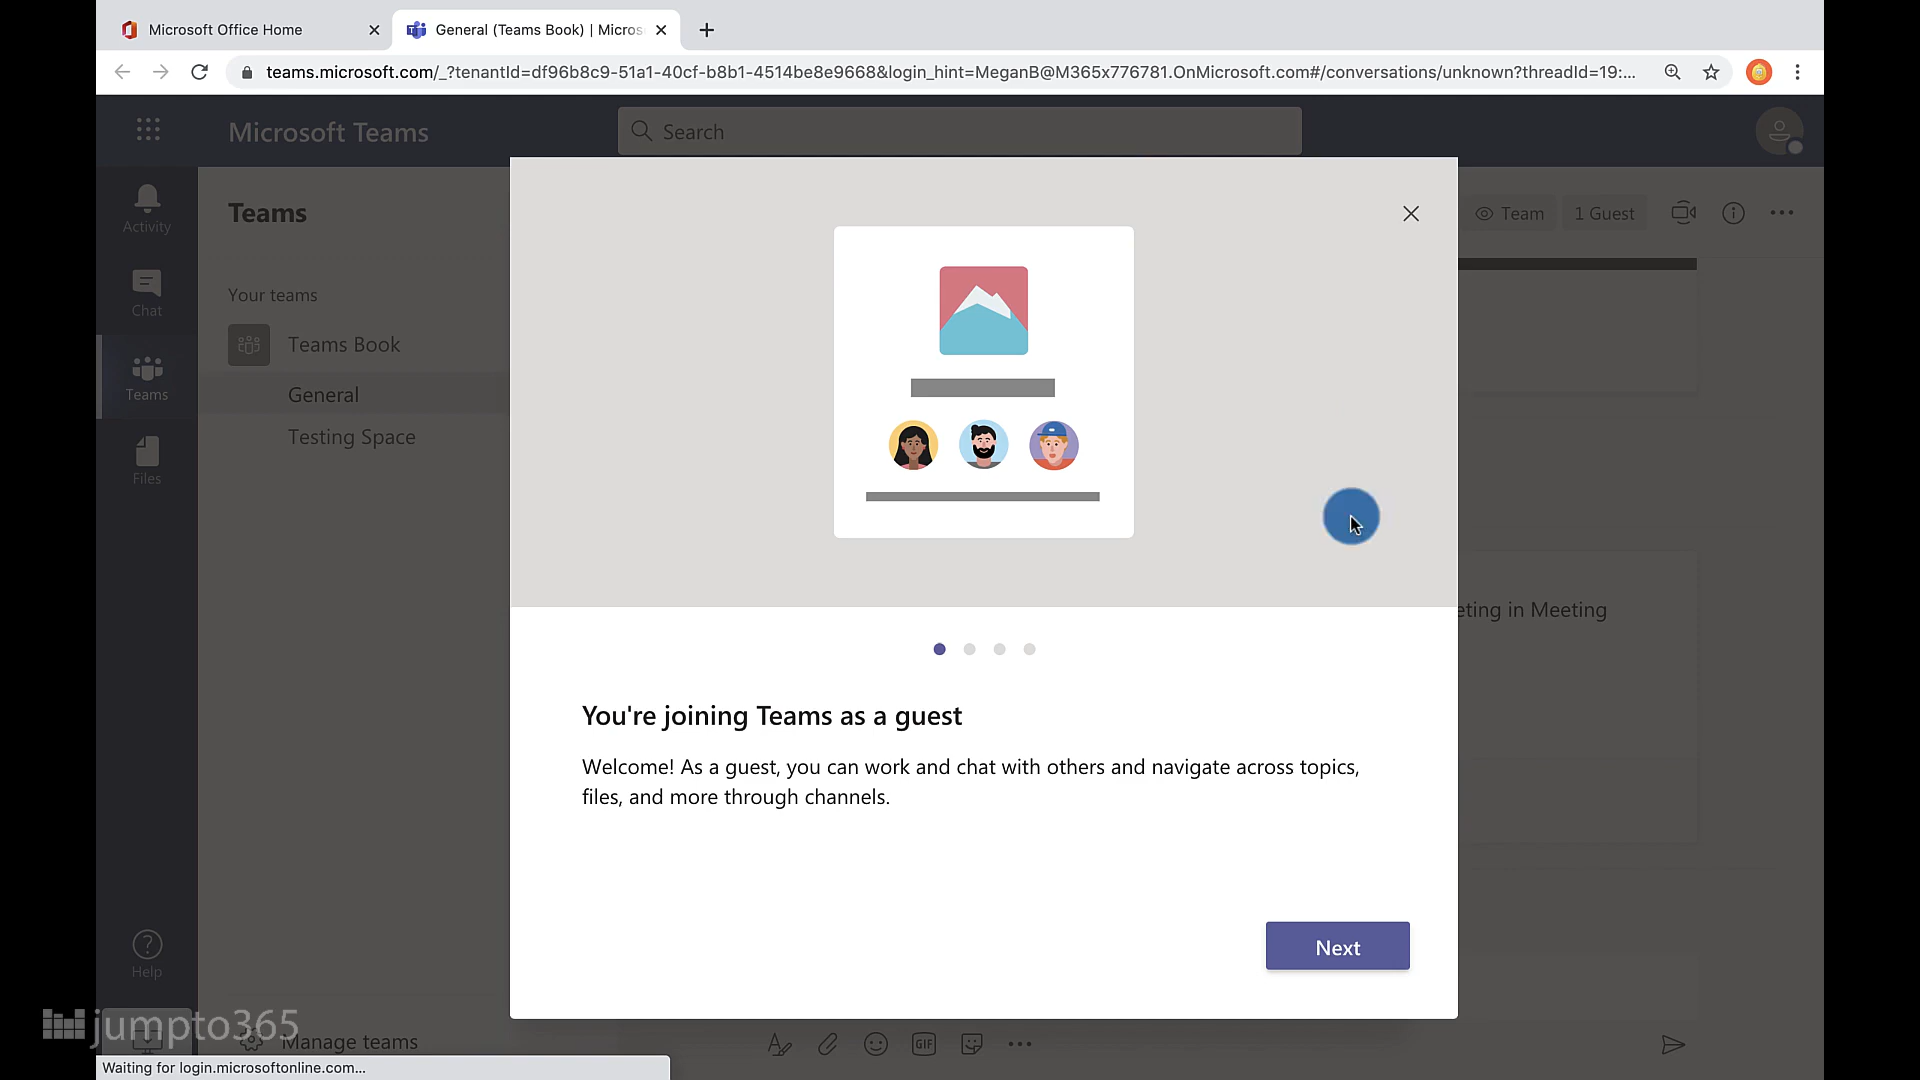 Microsoft Office Home
General (Teams Book) | Micros
teams.microsoft.com/_?tenantId=df96b8c9-51a1-40cf-b8b1-4514be8e9668&login_hint=MeganB@M365x776781.OnMicrosoft.com#/conversations/unknown?threadId=19:...
Microsoft Teams
Search
Activity
Chat
Teams
Files
Help
Teams
Your teams
Teams Book
General
Testing Space
Manage teams
Team
1 Guest
eting in Meeting
You're joining Teams as a guest
Welcome! As a guest, you can work and chat with others and navigate across topics,
files, and more through channels.
Next
GIF
jumpto365
Waiting for login.microsoftonline.com...